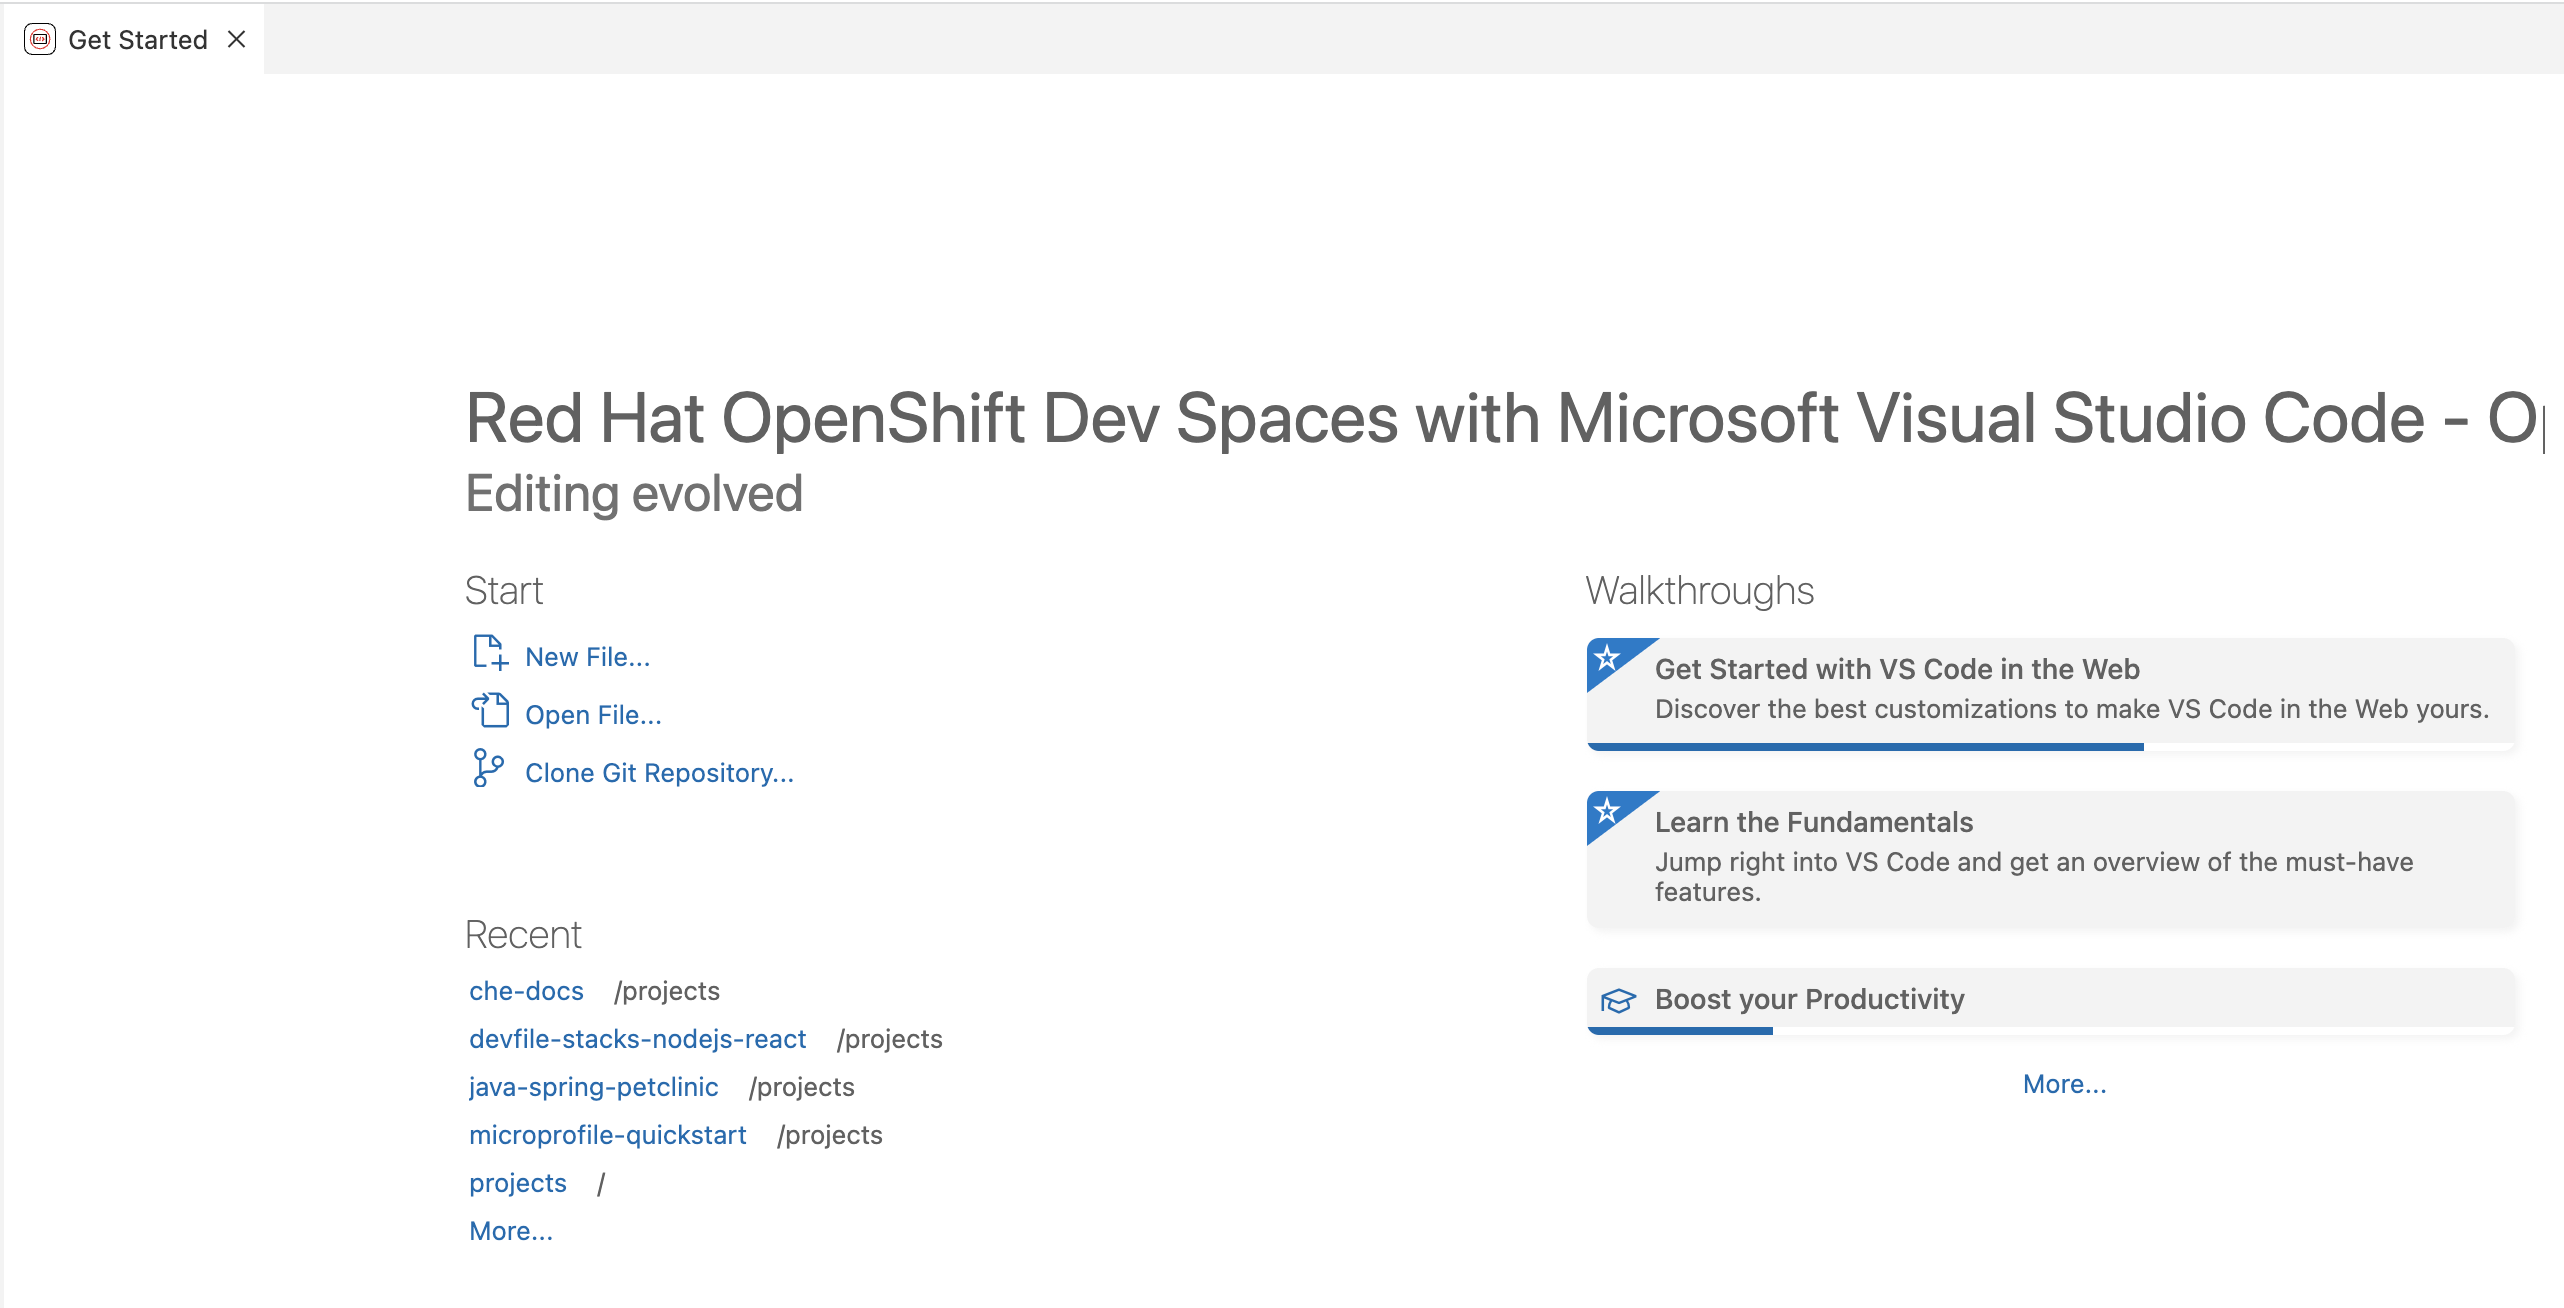 Get Started
Red Hat OpenShift Dev Spaces with Microsoft Visual Studio Code -
Editing evolved
Start
New File...
Open File...
Clone Git Repository...
Recent
che-docs /projects
devfile-stacks-nodejs-react /projects
java-spring-petclinic /projects
microprofile-quickstart /projects
projects /
More...
Walkthroughs
Get Started with VS Code in the Web
Discover the best customizations to make VS Code in the Web yours.
Learn the Fundamentals
Jump right into VS Code and get an overview of the must-have
features.
Boost your Productivity
More...